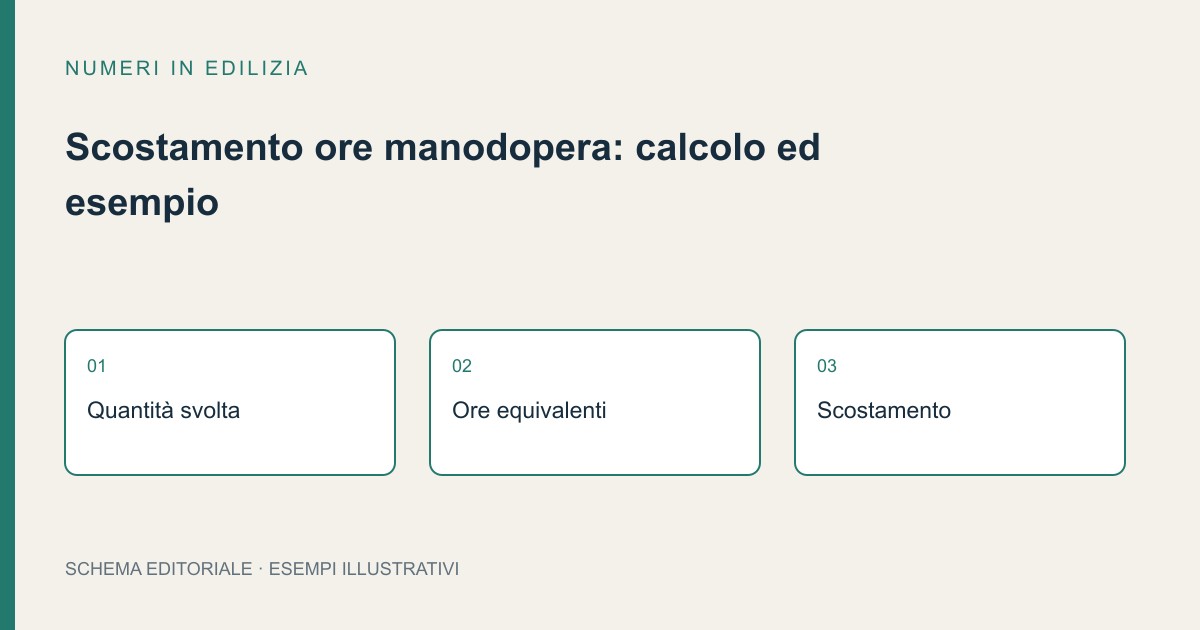 NUMERI IN EDILIZIA
Scostamento ore manodopera: calcolo ed
esempio
01
Quantità svolta
02
Ore equivalenti
03
Scostamento
SCHEMA EDITORIALE · ESEMPI ILLUSTRATIVI